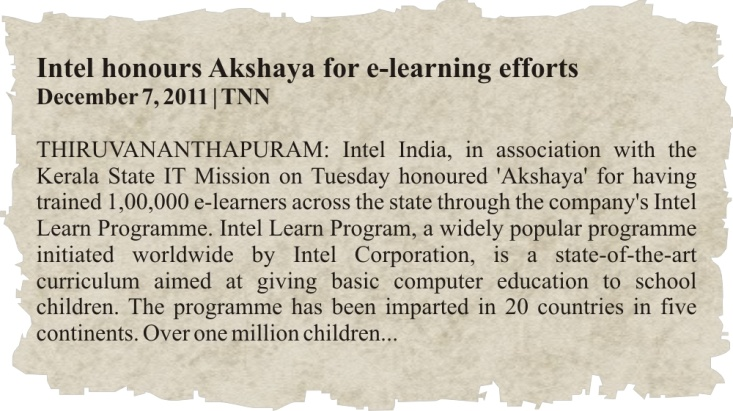 Intel honours Akshaya for e-learning efforts
December 7, 2011 | TNN
THIRUVANANTHAPURAM: Intel India, in association with the
Kerala State IT Mission on Tuesday honoured 'Akshaya' for having
trained 1,00,000 e-learners across the state through the company's Intel
Learn Programme. Intel Learn Program, a widely popular programme
initiated worldwide by Intel Corporation, is a state-of-the-art
curriculum aimed at giving basic computer education to school
children. The programme has been imparted in 20 countries in five
continents. Over one million children...